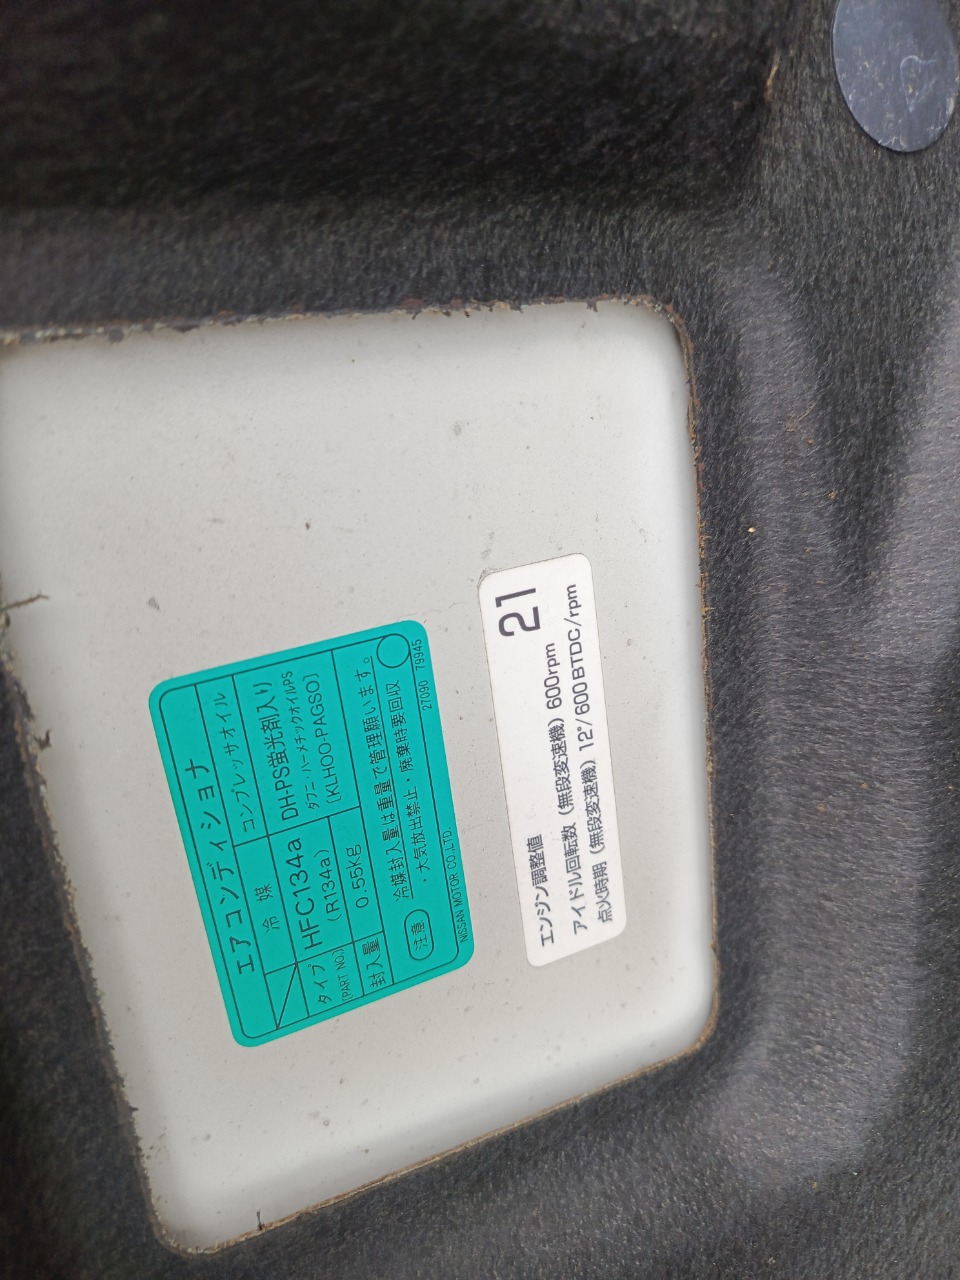 エアコンディショナ
冷 媒 コンプレッサオイル
タイプ HFC134a DH-PS蛍光剤入り
(PART NO.) (R134a) ダフニ・ハーメチックオイルPS
[KLH00-PAGS0]
封入量 0.55kg
注意 冷媒封入量は重量で管理願います。
・大気放出禁止・廃棄時要回収
NISSAN MOTOR CO.,LTD. 27090 79945
エンジン調整値 21
アイドル回転数(無段変速機)600rpm
点火時期(無段変速機)12°/600BTDC/rpm